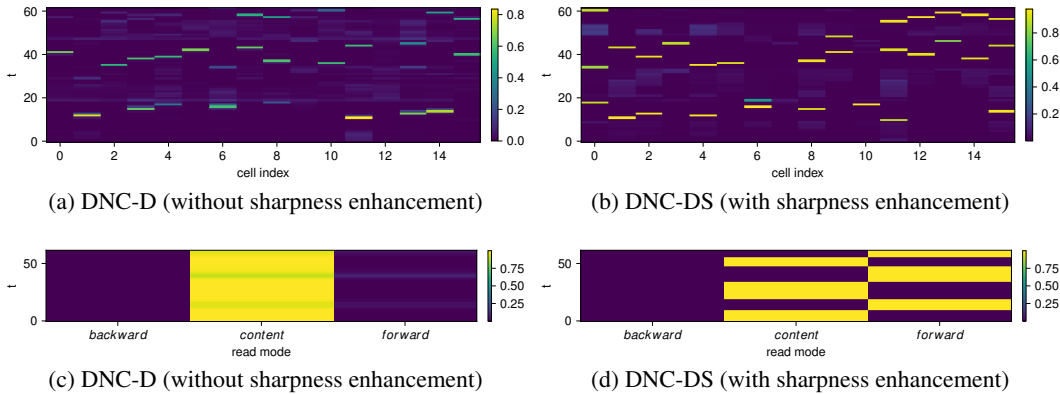 60
40
20
0
t
0 2 4 6 8 10 12 14
cell index
0.8
0.6
0.4
0.2
0.0
(a) DNC-D (without sharpness enhancement)
60
40
20
0
t
0 2 4 6 8 10 12 14
cell index
0.8
0.6
0.4
0.2
(b) DNC-DS (with sharpness enhancement)
50
0
t
backward content forward
read mode
0.75
0.50
0.25
(c) DNC-D (without sharpness enhancement)
50
0
t
backward content forward
read mode
0.75
0.50
0.25
(d) DNC-DS (with sharpness enhancement)